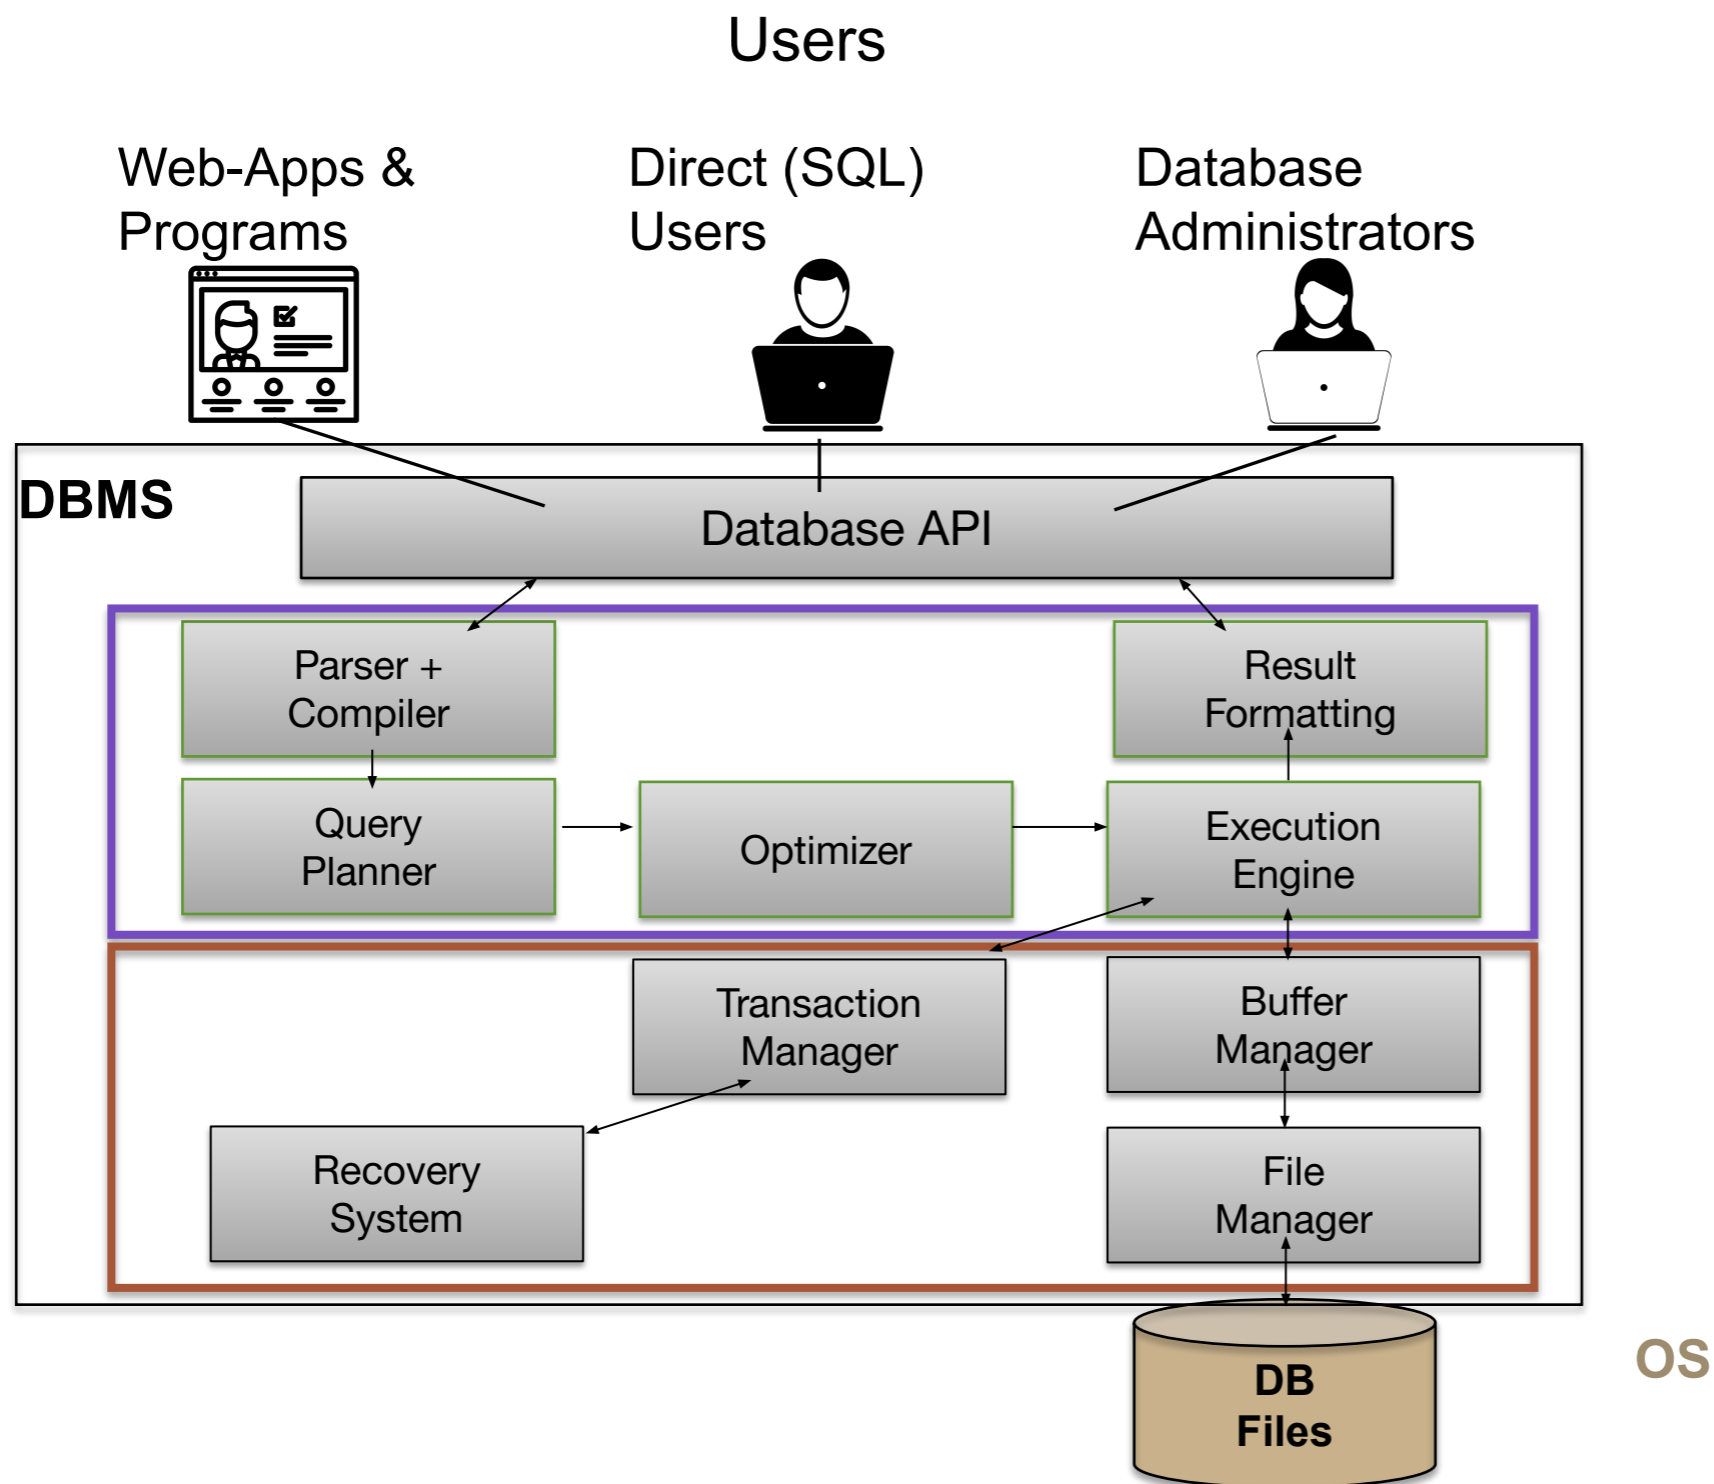 Users
Web-Apps &
Programs
Direct (SQL)
Users
Database
Administrators
DBMS
Database API
Parser +
Compiler
Result
Formatting
Query
Planner
Optimizer
Execution
Engine
Transaction
Manager
Buffer
Manager
Recovery
System
File
Manager
DB
Files
OS